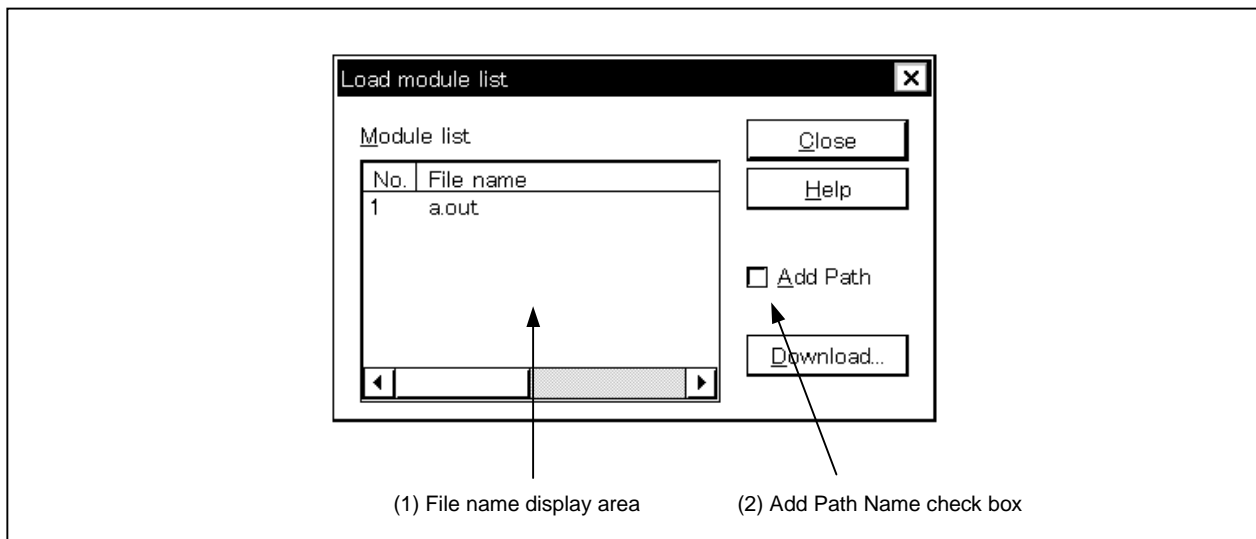 Load module list
Module list
No. File name
1 a.out
Close
Help
Add Path
Download...
(1) File name display area
(2) Add Path Name check box